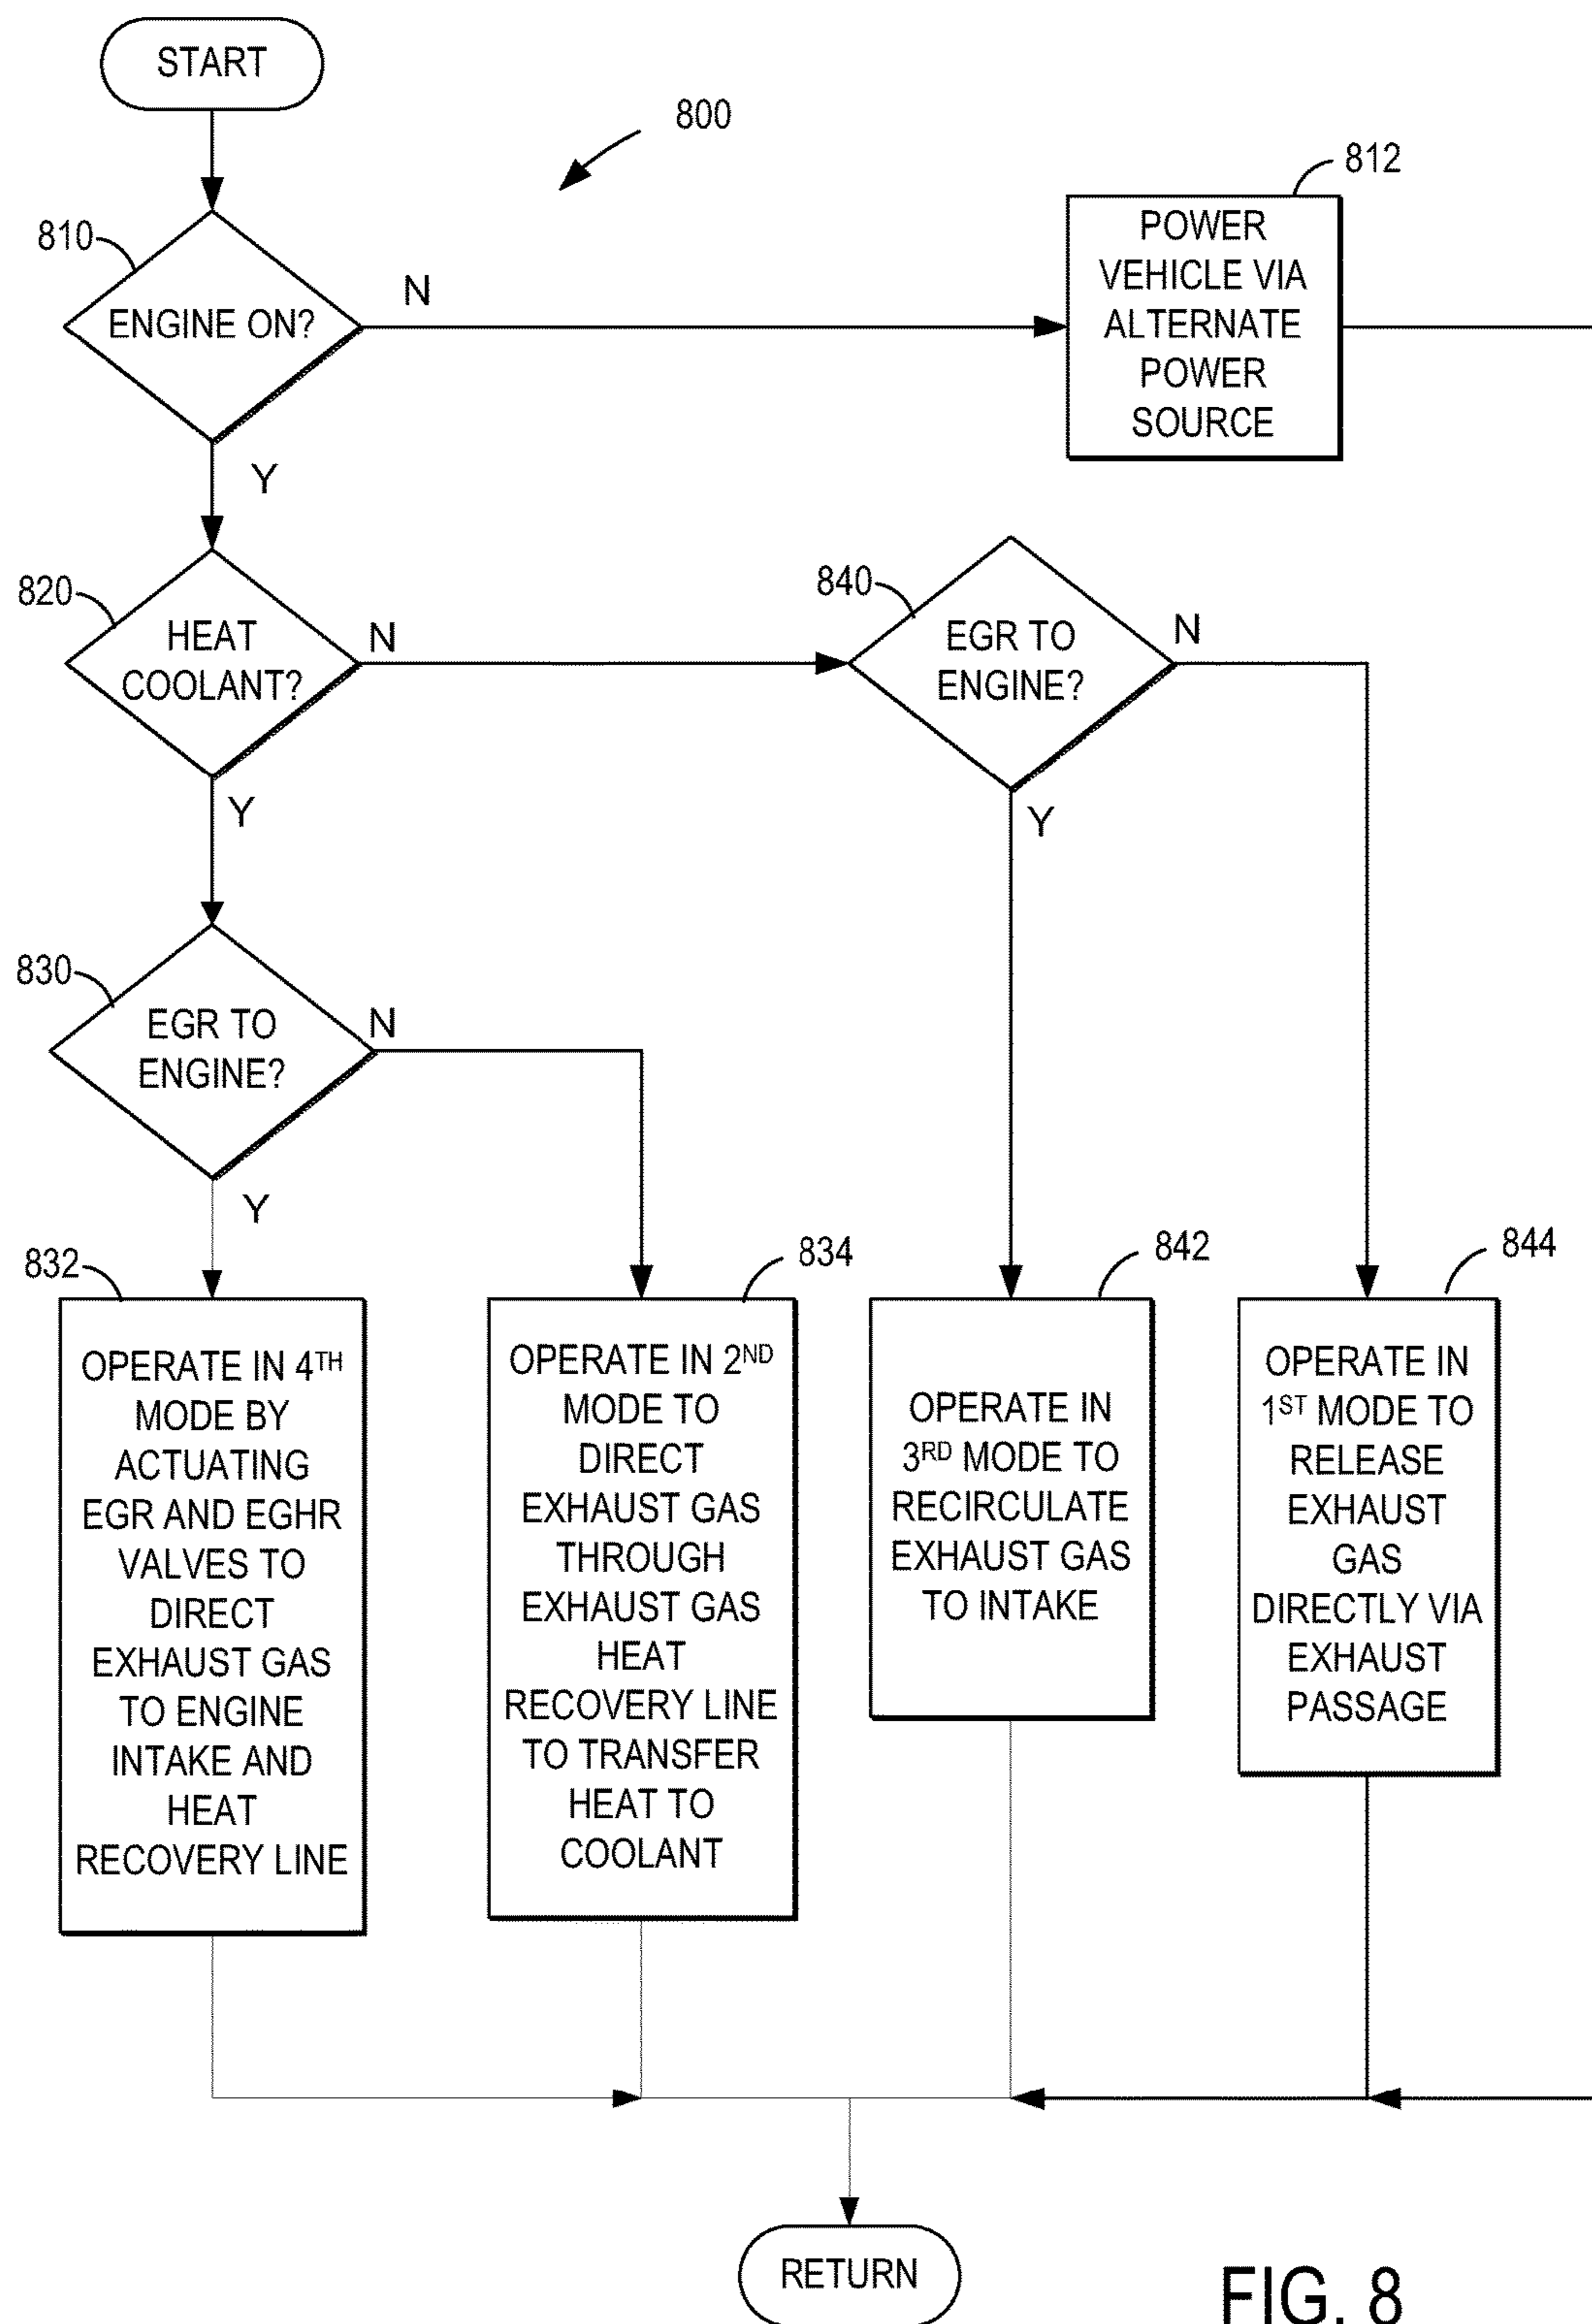 START
800
812
810
ENGINE ON?
N
POWER
VEHICLE VIA
ALTERNATE
POWER
SOURCE
Y
820
HEAT
COOLANT?
N
840
EGR TO
ENGINE?
N
Y
Y
830
EGR TO
ENGINE?
N
Y
832
OPERATE IN 4TH
MODE BY
ACTUATING
EGR AND EGHR
VALVES TO
DIRECT
EXHAUST GAS
TO ENGINE
INTAKE AND
HEAT
RECOVERY LINE
834
OPERATE IN 2ND
MODE TO
DIRECT
EXHAUST GAS
THROUGH
EXHAUST GAS
HEAT
RECOVERY LINE
TO TRANSFER
HEAT TO
COOLANT
842
OPERATE IN
3RD MODE TO
RECIRCULATE
EXHAUST GAS
TO INTAKE
844
OPERATE IN
1ST MODE TO
RELEASE
EXHAUST
GAS
DIRECTLY VIA
EXHAUST
PASSAGE
RETURN
FIG. 8